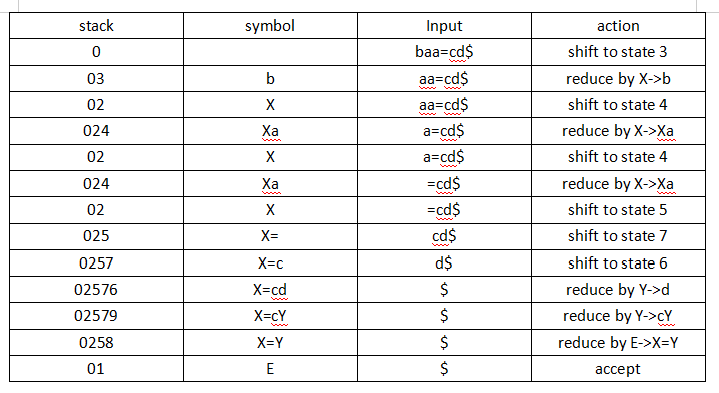 stack symbol Input action
0 baa=cd$ shift to state 3
03 b aa=cd$ reduce by X->b
02 X aa=cd$ shift to state 4
024 Xa a=cd$ reduce by X->Xa
02 X a=cd$ shift to state 4
024 Xa =cd$ reduce by X->Xa
02 X =cd$ shift to state 5
025 X= cd$ shift to state 7
0257 X=c d$ shift to state 6
02576 X=cd $ reduce by Y->d
02579 X=cY $ reduce by Y->cY
0258 X=Y $ reduce by E->X=Y
01 E $ accept